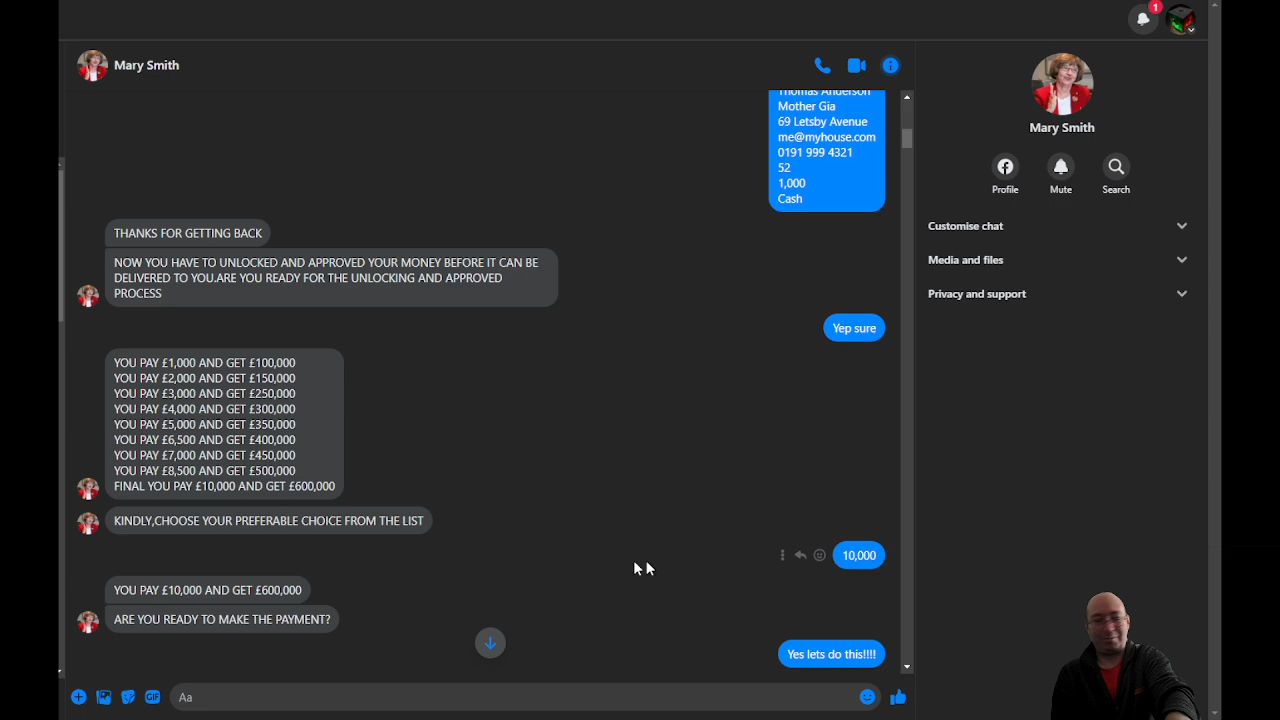 1
Mary Smith
Thomas Anderson
Mother Gia
69 Letsby Avenue
me@myhouse.com
0191 999 4321
52
1,000
Cash
THANKS FOR GETTING BACK
NOW YOU HAVE TO UNLOCKED AND APPROVED YOUR MONEY BEFORE IT CAN BE
DELIVERED TO YOU.ARE YOU READY FOR THE UNLOCKING AND APPROVED
PROCESS
Yep sure
YOU PAY £1,000 AND GET £100,000
YOU PAY £2,000 AND GET £150,000
YOU PAY £3,000 AND GET £250,000
YOU PAY £4,000 AND GET £300,000
YOU PAY £5,000 AND GET £350,000
YOU PAY £6,500 AND GET £400,000
YOU PAY £7,000 AND GET £450,000
YOU PAY £8,500 AND GET £500,000
FINAL YOU PAY £10,000 AND GET £600,000
KINDLY,CHOOSE YOUR PREFERABLE CHOICE FROM THE LIST
10,000
YOU PAY £10,000 AND GET £600,000
ARE YOU READY TO MAKE THE PAYMENT?
Yes lets do this!!!!
GIF
Aa
Mary Smith
Profile
Mute
Search
Customise chat
Media and files
Privacy and support